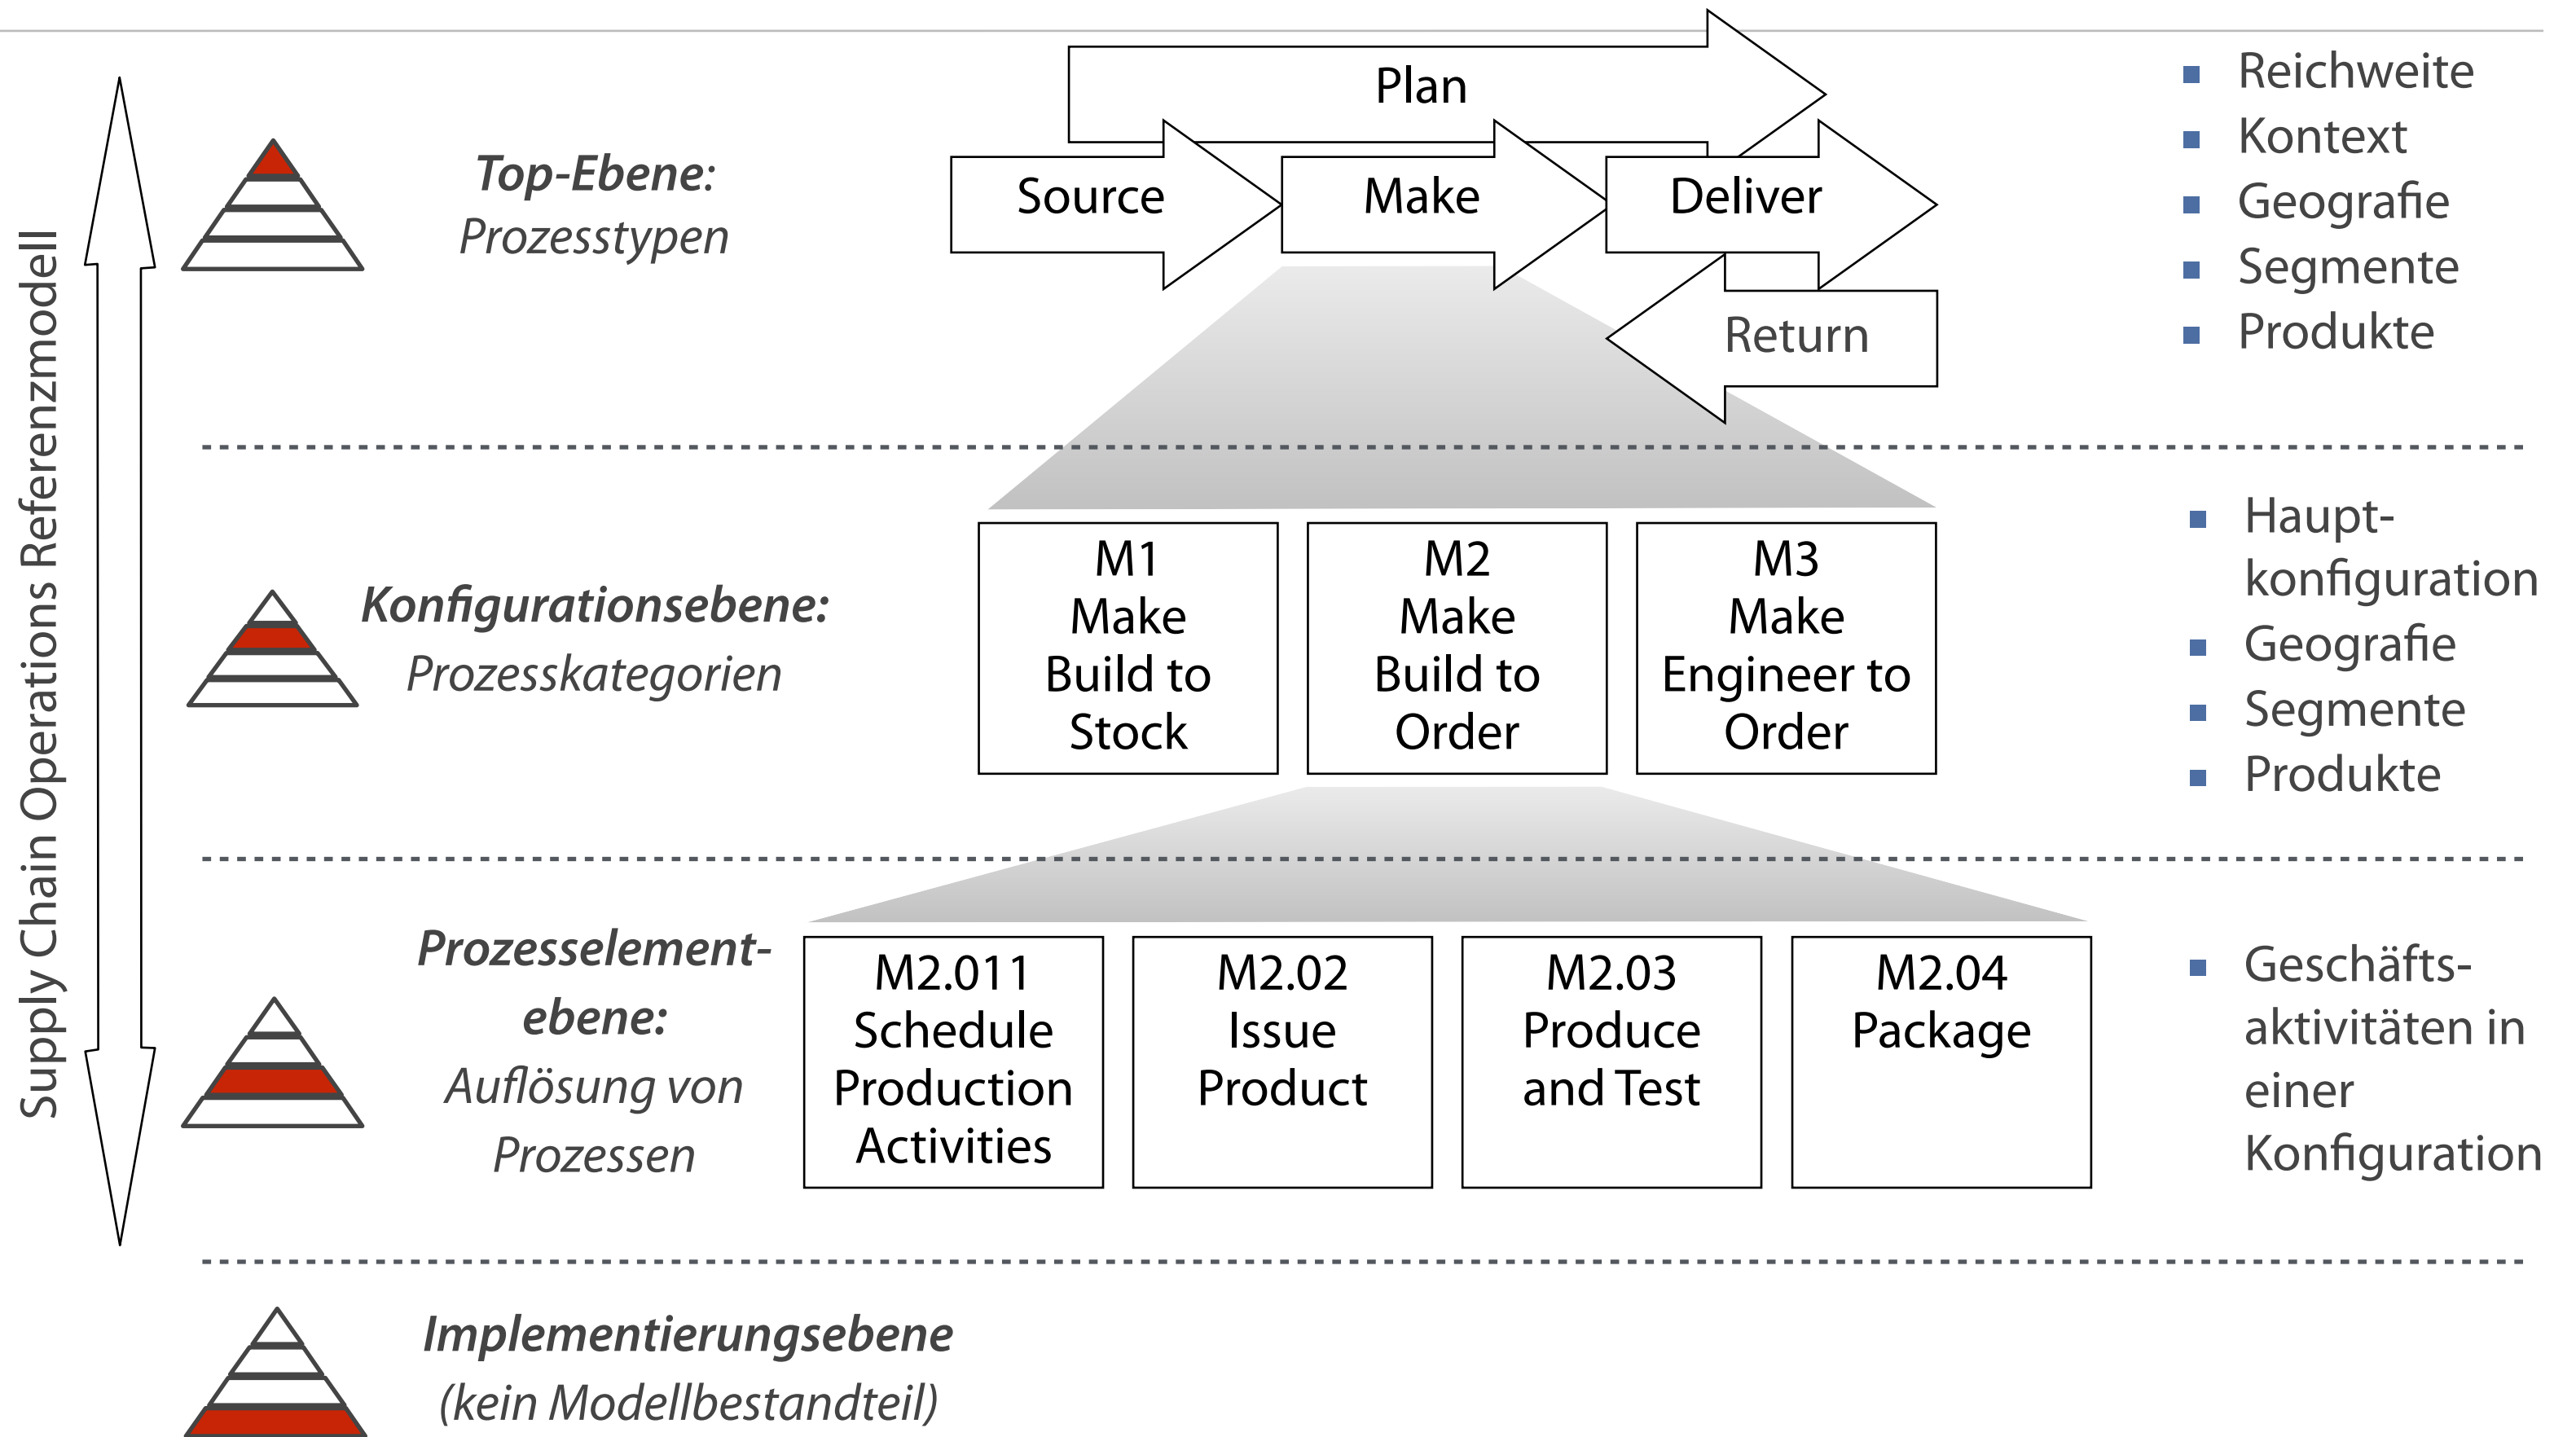 Supply Chain Operations Referenzmodell
Top-Ebene:
Prozesstypen
Plan
Source
Make
Deliver
Return
Reichweite
Kontext
Geografie
Segmente
Produkte
Konfigurationsebene:
Prozesskategorien
M1
Make
Build to
Stock
M2
Make
Build to
Order
M3
Make
Engineer to
Order
Haupt-
konfiguration
Geografie
Segmente
Produkte
Prozesselement-
ebene:
Auflösung von
Prozessen
M2.011
Schedule
Production
Activities
M2.02
Issue
Product
M2.03
Produce
and Test
M2.04
Package
Geschäfts-
aktivitäten in
einer
Konfiguration
Implementierungsebene
(kein Modellbestandteil)